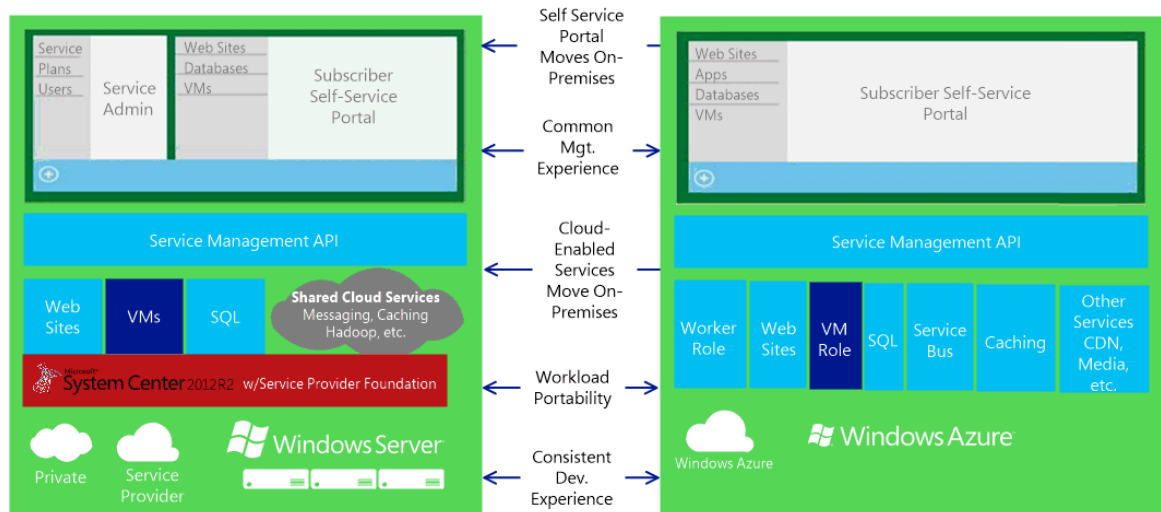 Service
Plans
Users
Service
Admin
Web Sites
Databases
VMs
Subscriber
Self-Service
Portal
Service Management API
Web
Sites
VMs
SQL
Shared Cloud Services
Messaging, Caching
Hadoop, etc.
Microsoft
System Center 2012R2 w/Service Provider Foundation
Private
Service
Provider
Windows Server
Self Service
Portal
Moves On-
Premises
Common
Mgt.
Experience
Cloud-
Enabled
Services
Move On-
Premises
Workload
Portability
Consistent
Dev.
Experience
Web Sites
Apps
Databases
VMs
Subscriber Self-Service
Portal
Service Management API
Worker
Role
Web
Sites
VM
Role
SQL
Service
Bus
Caching
Other
Services
CDN,
Media,
etc.
Windows Azure
Windows Azure